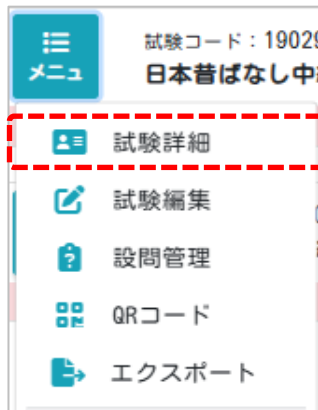 試験コード：19029
メニュー
日本昔ばなし中
試験詳細
試験編集
設問管理
QRコード
エクスポート